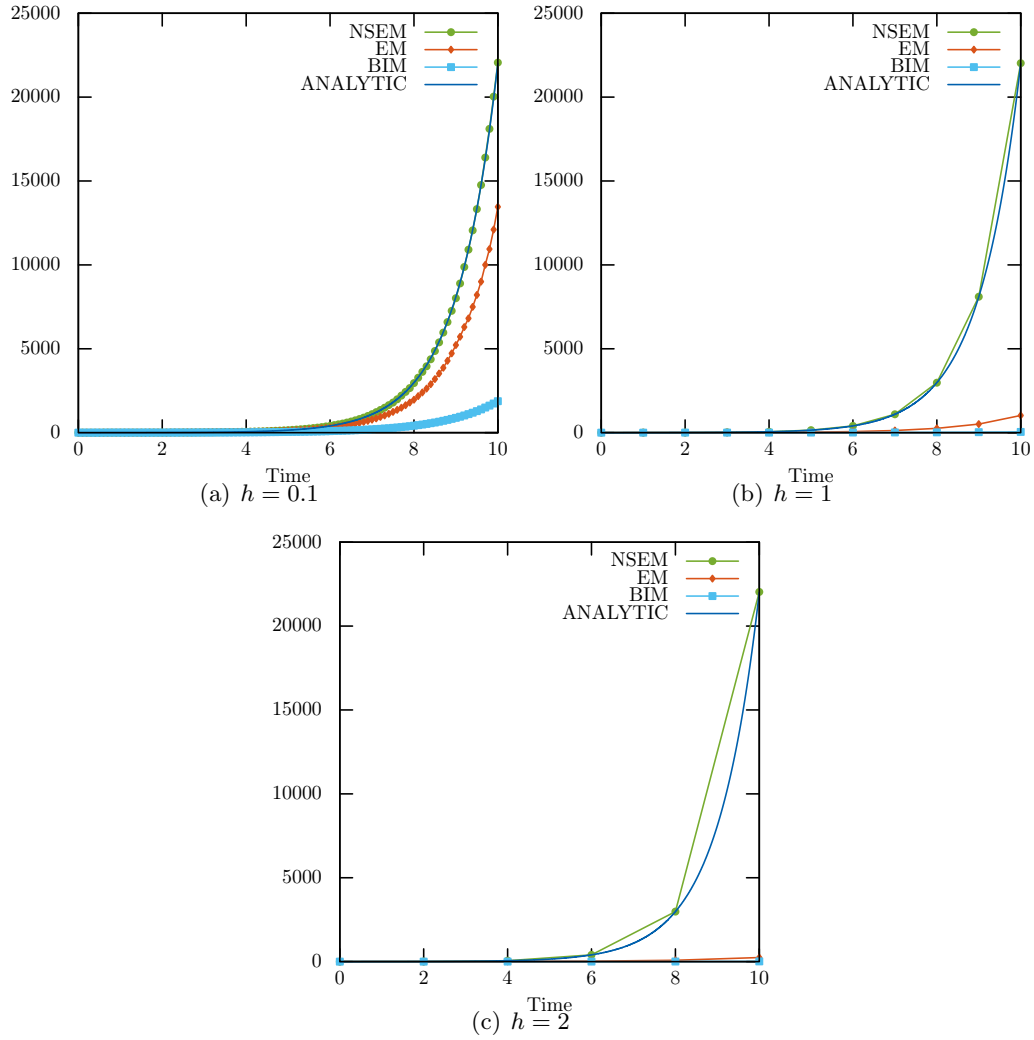 25000
20000
15000
10000
5000
0
0 2 4 6 8 10
Time
NSEM
EM
BIM
ANALYTIC
(a) h = 0.1
25000
20000
15000
10000
5000
0
0 2 4 6 8 10
Time
NSEM
EM
BIM
ANALYTIC
(b) h = 1
25000
20000
15000
10000
5000
0
0 2 4 6 8 10
Time
NSEM
EM
BIM
ANALYTIC
(c) h = 2